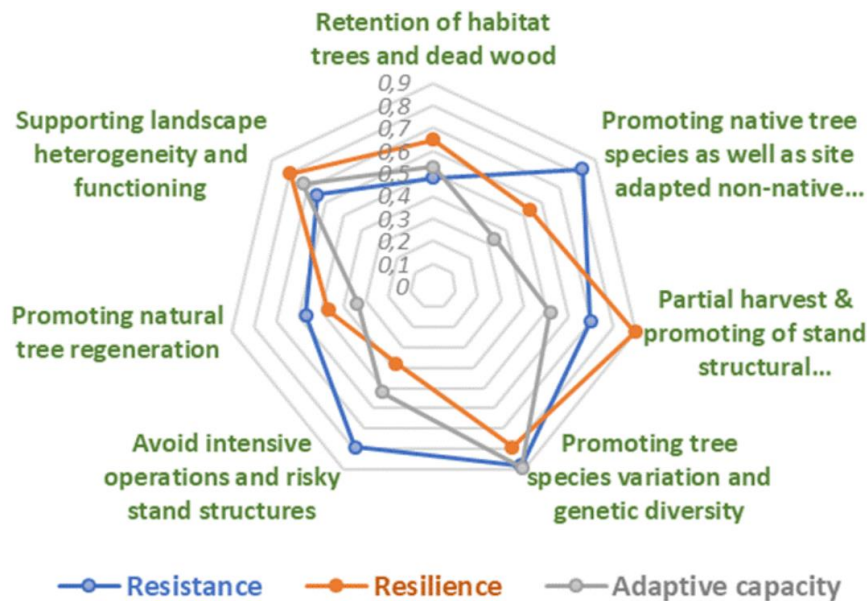 Retention of habitat
trees and dead wood
0,9
0,8
0,7
0,6
0,5
0,4
0,3
0,2
0,1
0
Promoting native tree
species as well as site
adapted non-native...
Partial harvest &
promoting of stand
structural...
Promoting tree
species variation and
genetic diversity
Avoid intensive
operations and risky
stand structures
Promoting natural
tree regeneration
Supporting landscape
heterogeneity and
functioning
Resistance
Resilience
Adaptive capacity